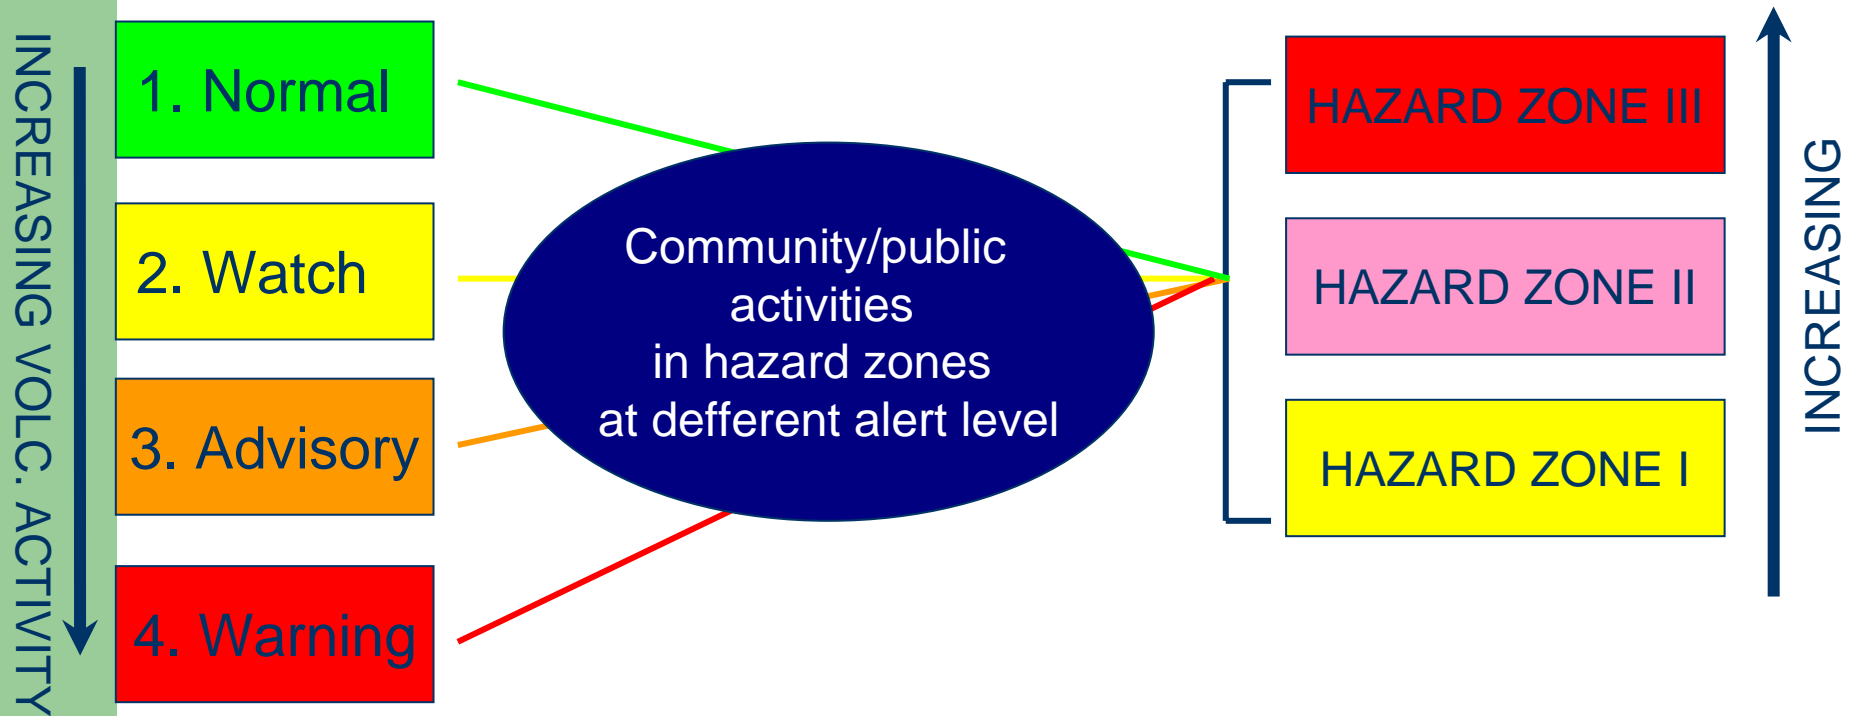 INCREASING VOLC. ACTIVITY
1. Normal
2. Watch
3. Advisory
4. Warning
Community/public
activities
in hazard zones
at defferent alert level
HAZARD ZONE III
HAZARD ZONE II
HAZARD ZONE I
INCREASING